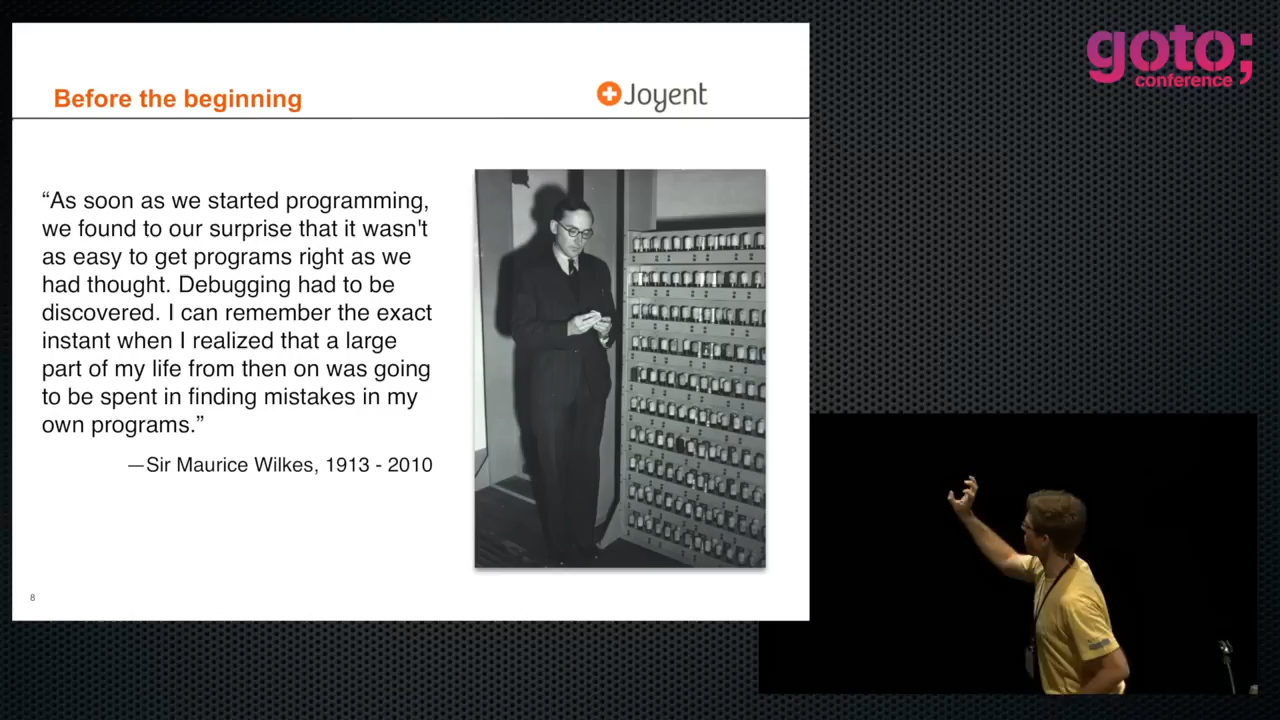 goto;
conference
Before the beginning
Joyent
“As soon as we started programming,
we found to our surprise that it wasn't
as easy to get programs right as we
had thought. Debugging had to be
discovered. I can remember the exact
instant when I realized that a large
part of my life from then on was going
to be spent in finding mistakes in my
own programs.”
—Sir Maurice Wilkes, 1913 - 2010
8